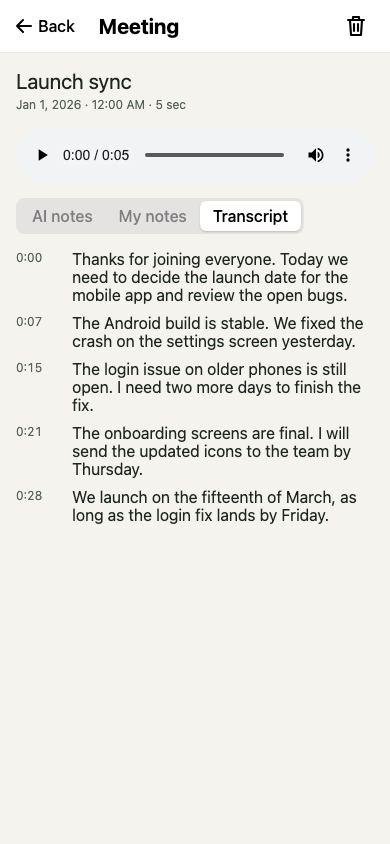 Back
Meeting
Launch sync
Jan 1, 2026 · 12:00 AM · 5 sec
0:00 / 0:05
AI notes
My notes
Transcript
0:00
Thanks for joining everyone. Today we
need to decide the launch date for the
mobile app and review the open bugs.
0:07
The Android build is stable. We fixed the
crash on the settings screen yesterday.
0:15
The login issue on older phones is still
open. I need two more days to finish the
fix.
0:21
The onboarding screens are final. I will
send the updated icons to the team by
Thursday.
0:28
We launch on the fifteenth of March, as
long as the login fix lands by Friday.